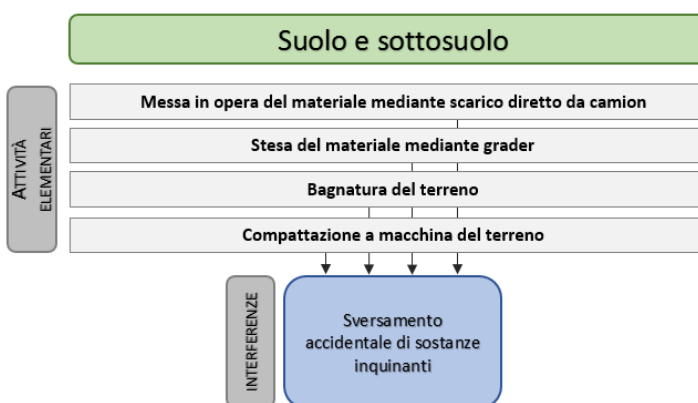 Suolo e sottosuolo
ATTIVITÀ
ELEMENTARI
Messa in opera del materiale mediante scarico diretto da camion
Stesa del materiale mediante grader
Bagnatura del terreno
Compattazione a macchina del terreno
INTERFERENZE
Sversamento
accidentale di sostanze
inquinanti